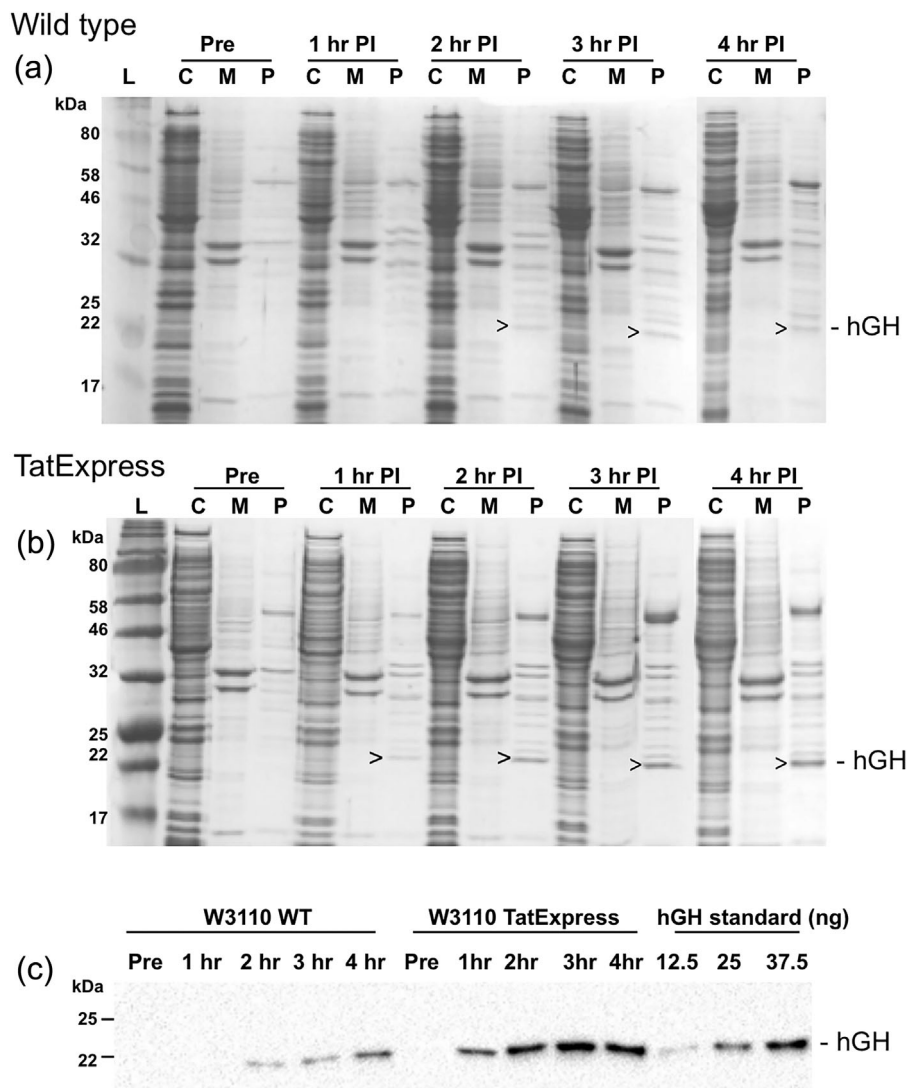 Wild type
(a)
Pre 1 hr PI 2 hr PI 3 hr PI 4 hr PI
L C M P C M P C M P C M P C M P
kDa
80
58
46
32
25
22
17
> > > - hGH
TatExpress
(b)
Pre 1 hr PI 2 hr PI 3 hr PI 4 hr PI
L C M P C M P C M P C M P C M P
kDa
80
58
46
32
25
22
17
> > > > - hGH
(c)
W3110 WT W3110 TatExpress hGH standard (ng)
Pre 1 hr 2 hr 3 hr 4 hr Pre 1hr 2hr 3hr 4hr 12.5 25 37.5
kDa
25
22
- hGH